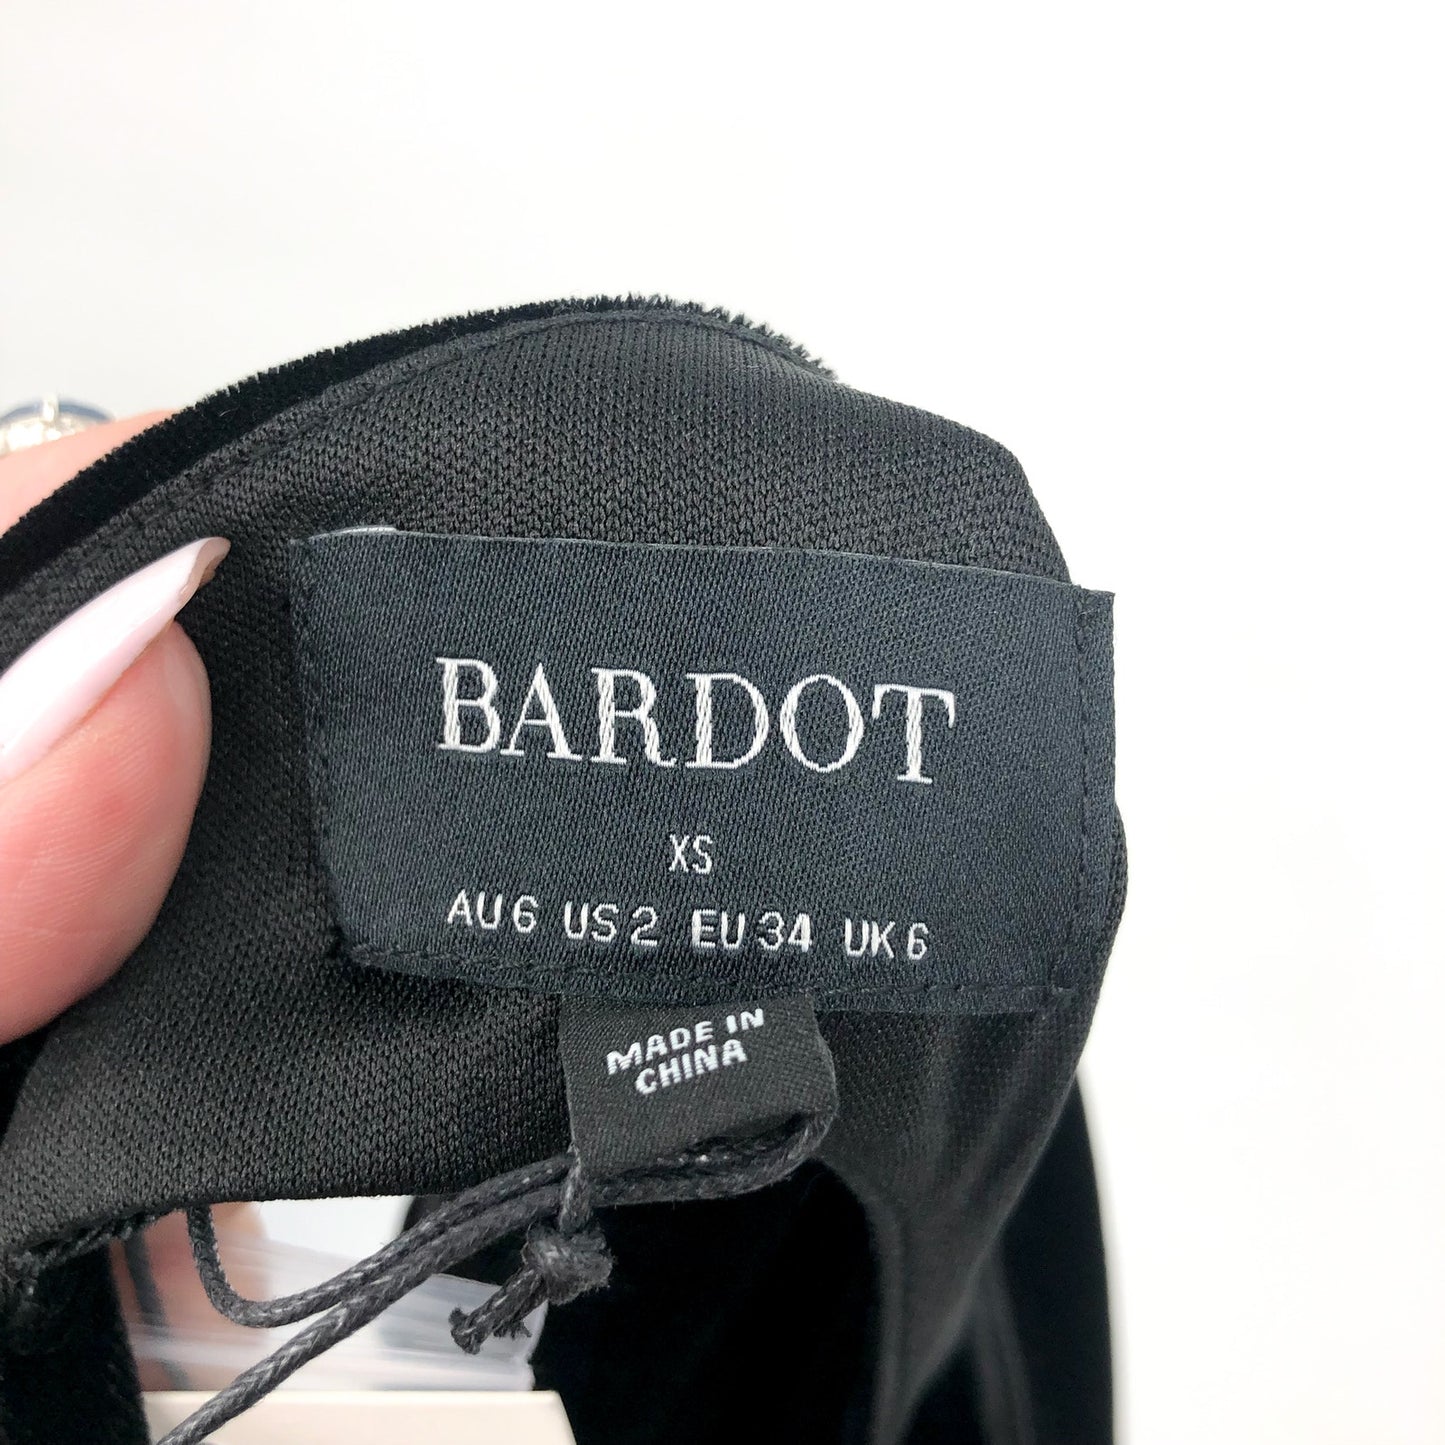 BARDOT
XS
AU 6 US 2 EU 34 UK 6
MADE IN
CHINA